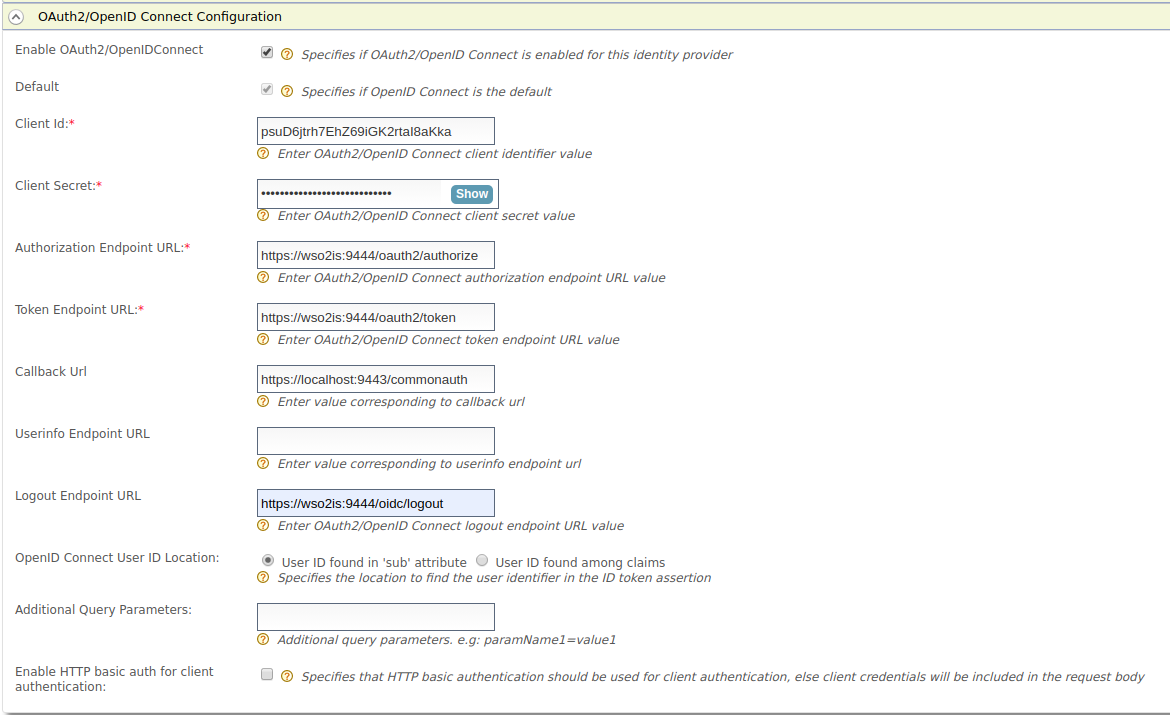 OAuth2/OpenID Connect Configuration
Enable OAuth2/OpenIDConnect
Specifies if OAuth2/OpenID Connect is enabled for this identity provider
Default
Specifies if OpenID Connect is the default
Client Id:*
psuD6jtrh7EhZ69iGK2rtaI8aKka
Enter OAuth2/OpenID Connect client identifier value
Client Secret:*
••••••••••••••••••••••••••••
Show
Enter OAuth2/OpenID Connect client secret value
Authorization Endpoint URL:*
https://wso2is:9444/oauth2/authorize
Enter OAuth2/OpenID Connect authorization endpoint URL value
Token Endpoint URL:*
https://wso2is:9444/oauth2/token
Enter OAuth2/OpenID Connect token endpoint URL value
Callback Url
https://localhost:9443/commonauth
Enter value corresponding to callback url
Userinfo Endpoint URL
Enter value corresponding to userinfo endpoint url
Logout Endpoint URL
https://wso2is:9444/oidc/logout
Enter OAuth2/OpenID Connect logout endpoint URL value
OpenID Connect User ID Location:
User ID found in 'sub' attribute
User ID found among claims
Specifies the location to find the user identifier in the ID token assertion
Additional Query Parameters:
Additional query parameters. e.g: paramName1=value1
Enable HTTP basic auth for client
authentication:
Specifies that HTTP basic authentication should be used for client authentication, else client credentials will be included in the request body